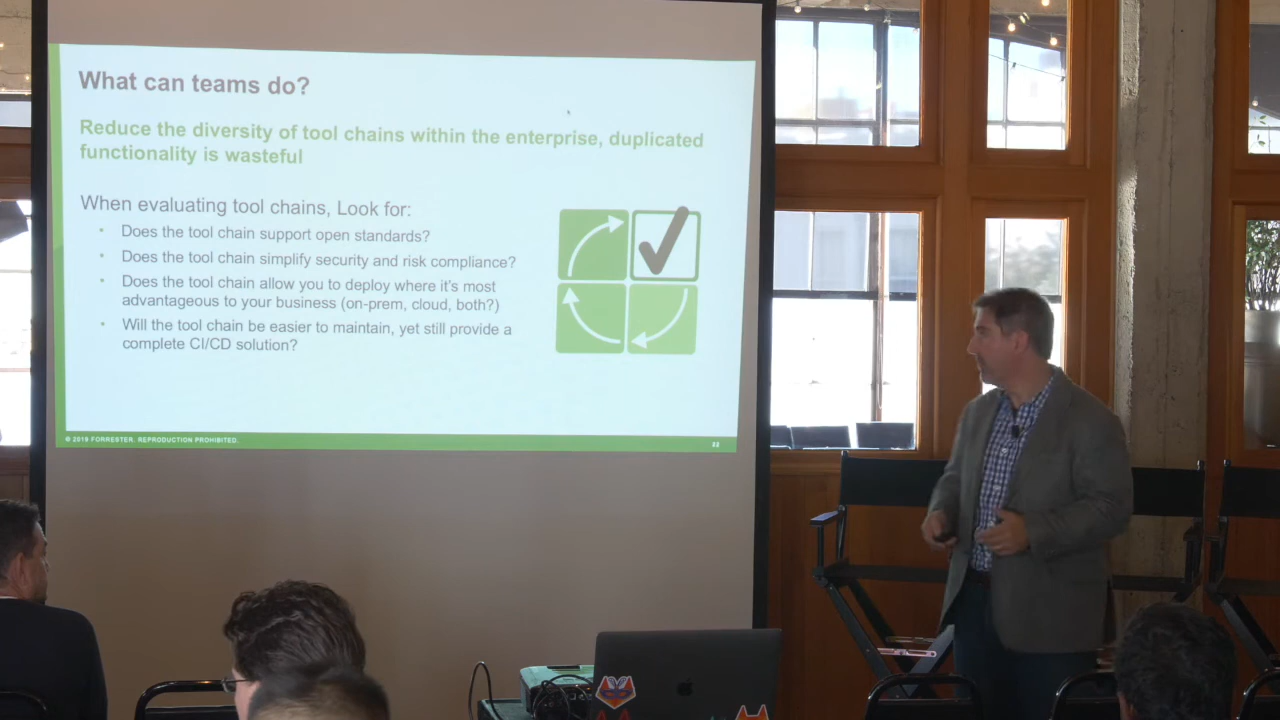 What can teams do?
Reduce the diversity of tool chains within the enterprise, duplicated
functionality is wasteful
When evaluating tool chains, Look for:
• Does the tool chain support open standards?
• Does the tool chain simplify security and risk compliance?
• Does the tool chain allow you to deploy where it's most
advantageous to your business (on-prem, cloud, both?)
• Will the tool chain be easier to maintain, yet still provide a
complete CI/CD solution?
© 2019 FORRESTER. REPRODUCTION PROHIBITED.
22